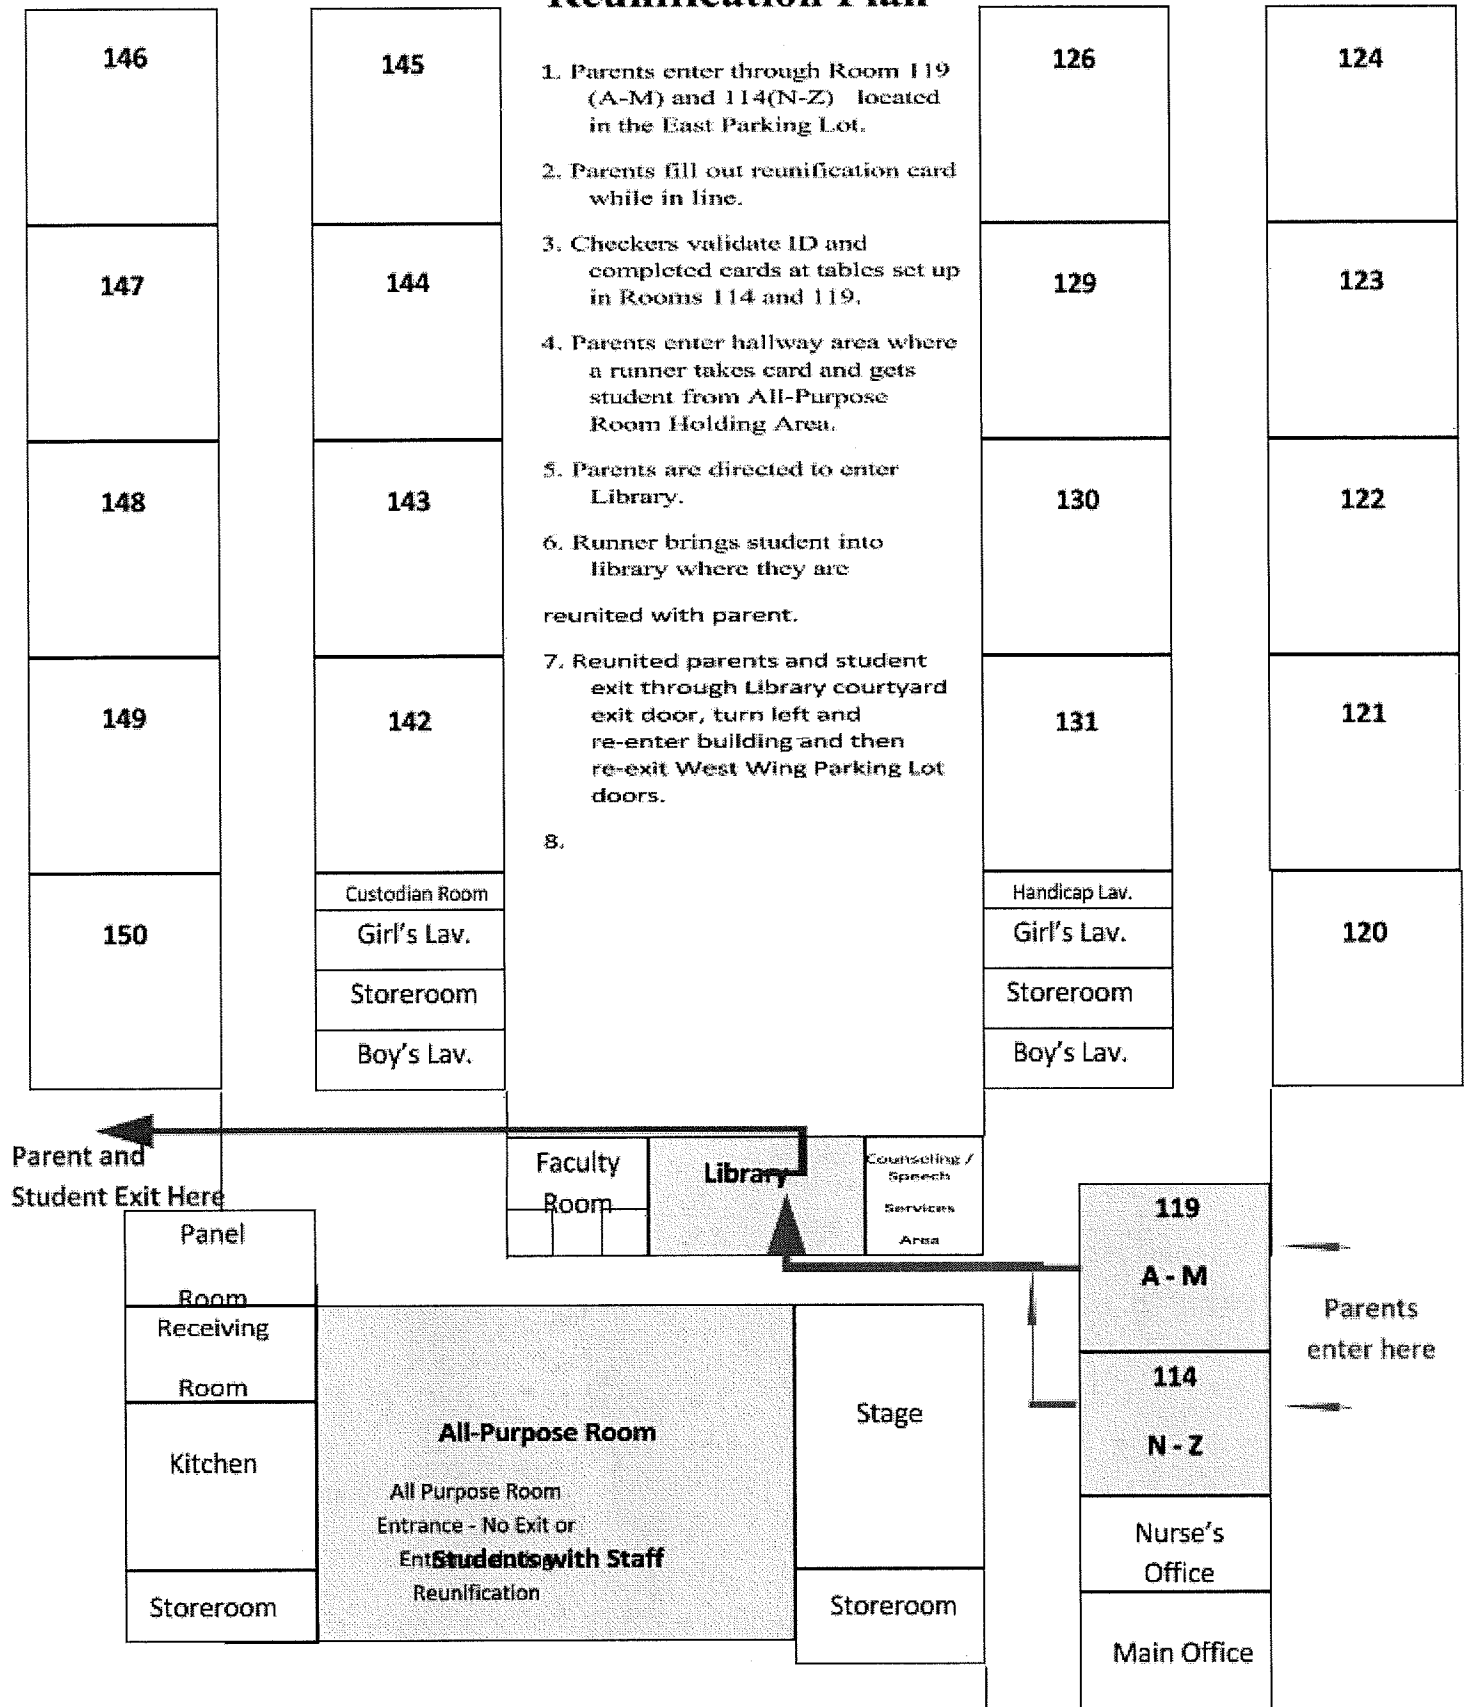 Reunification Plan
146
145
1. Parents enter through Room 119
(A-M) and 114(N-Z) located
in the East Parking Lot.
2. Parents fill out reunification card
while in line.
3. Checkers validate ID and
completed cards at tables set up
in Rooms 114 and 119.
4. Parents enter hallway area where
a runner takes card and gets
student from All-Purpose
Room Holding Area.
5. Parents are directed to enter
Library.
6. Runner brings student into
library where they are
reunited with parent.
7. Reunited parents and student
exit through Library courtyard
exit door, turn left and
re-enter building and then
re-exit West Wing Parking Lot
doors.
8.
126
124
147
144
129
123
148
143
130
122
149
142
131
121
150
Custodian Room
Girl's Lav.
Storeroom
Boy's Lav.
Handicap Lav.
Girl's Lav.
Storeroom
Boy's Lav.
120
Parent and
Student Exit Here
Faculty
Room
Library
Counseling /
Speech
Services
Area
119
A - M
Parents
enter here
114
N - Z
Panel
Room
Receiving
Room
Kitchen
Storeroom
All-Purpose Room
All Purpose Room
Entrance - No Exit or
Students with Staff
Reunification
Stage
Storeroom
Nurse's
Office
Main Office